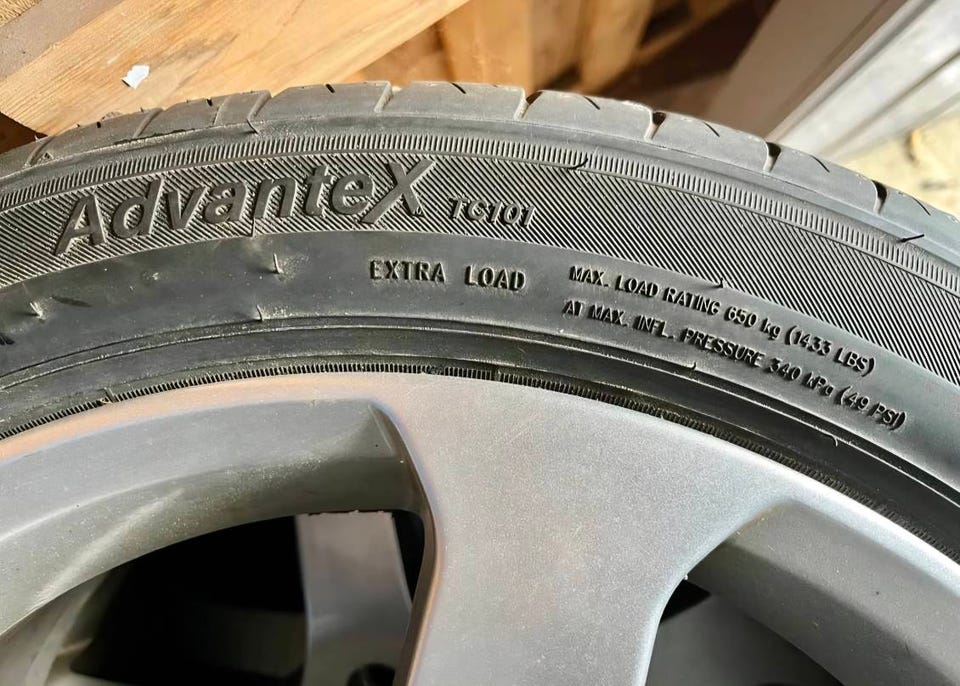 AdvanteX TC101
EXTRA LOAD
MAX. LOAD RATING 650 kg (1433 LBS)
AT MAX. INFL. PRESSURE 340 kPa (49 PSI)